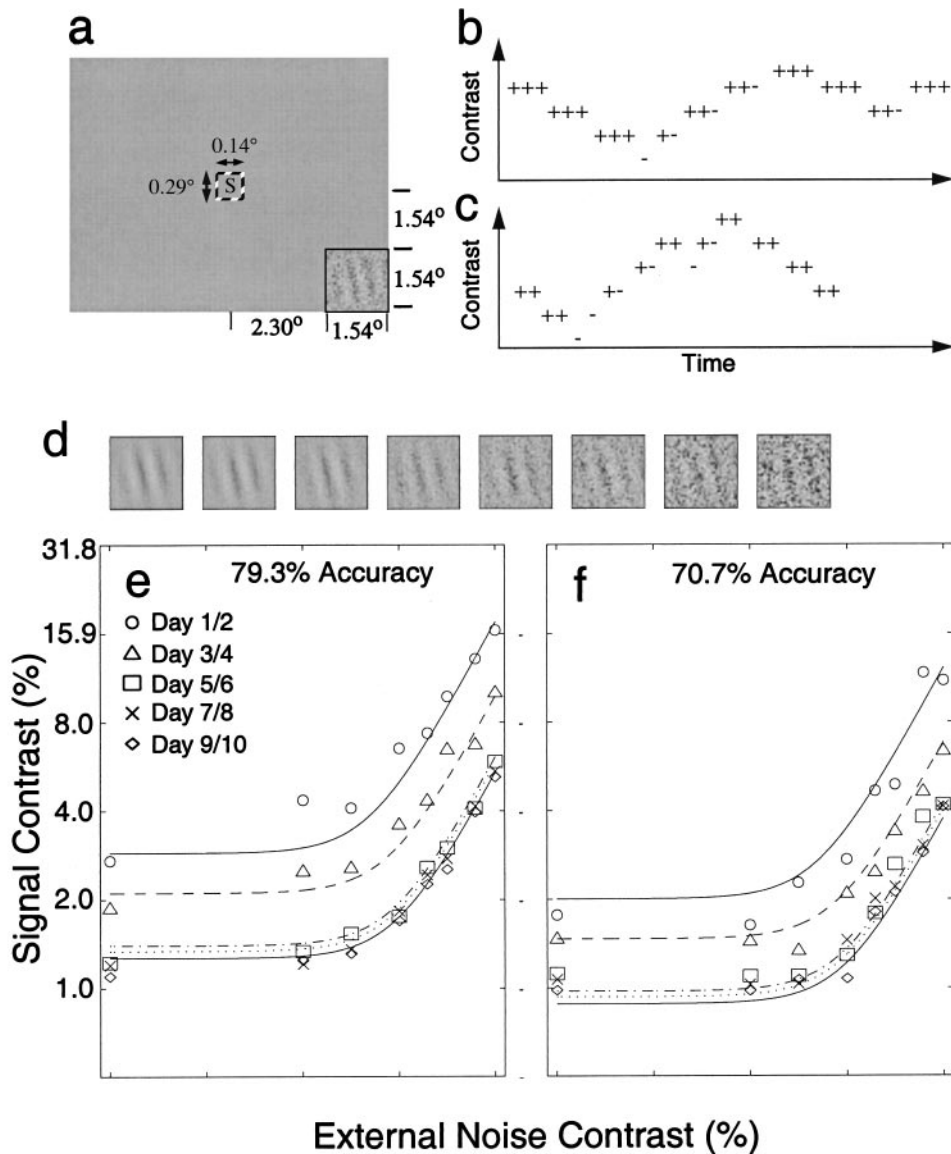 a
0.14°
0.29°
S
1.54°
1.54°
2.30°
1.54°
b
Contrast
+++
+++
+++
-
+-
++-
++-
+++
+++
++-
+++
c
Contrast
++
++
-
-
+-
+-
++
-
+-
++
++
++
++
Time
d
e
79.3% Accuracy
Day 1/2
Day 3/4
Day 5/6
Day 7/8
Day 9/10
f
70.7% Accuracy
31.8
15.9
8.0
4.0
2.0
1.0
Signal Contrast (%)
External Noise Contrast (%)